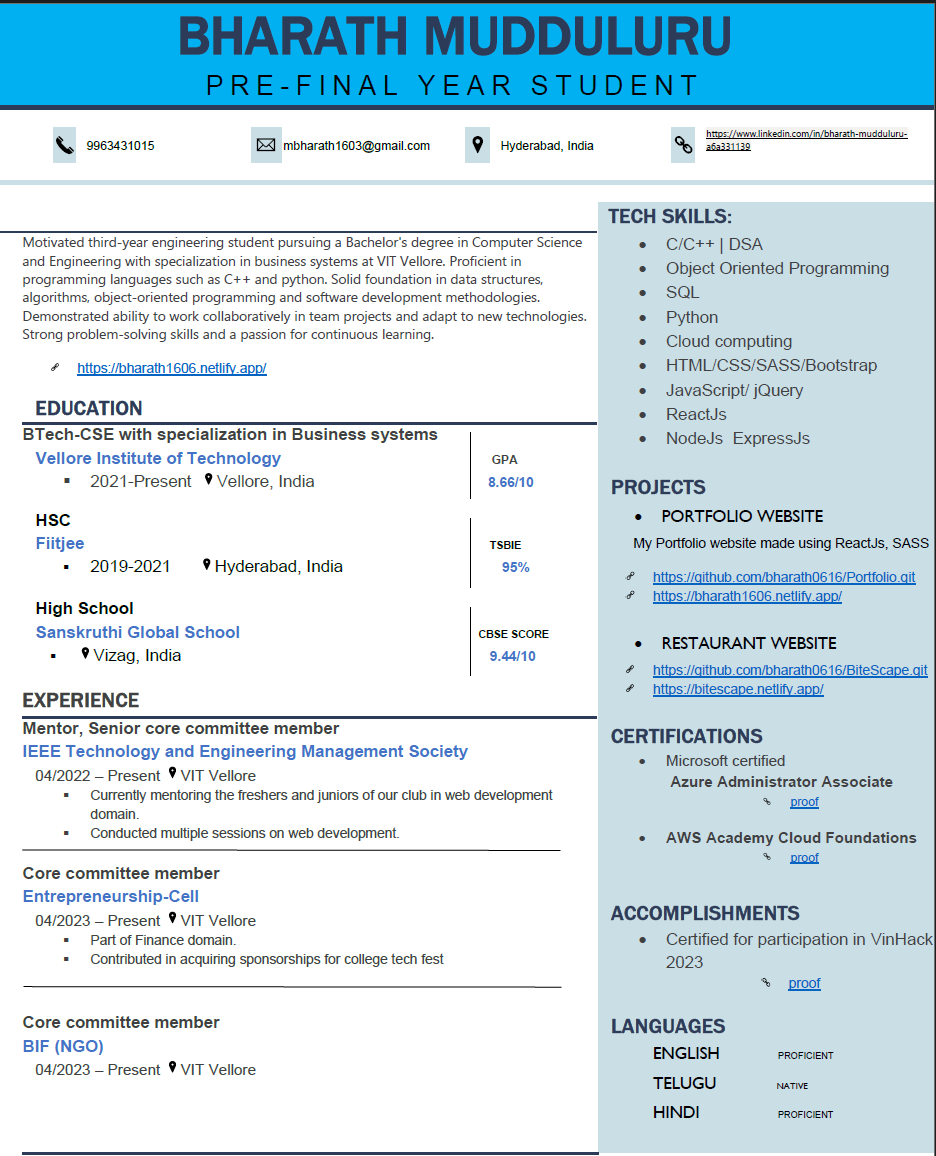 BHARATH MUDDULURU
PRE-FINAL YEAR STUDENT
9963431015
mbharath1603@gmail.com
Hyderabad, India
https://www.linkedin.com/in/bharath-mudduluru-
a6a331139
Motivated third-year engineering student pursuing a Bachelor's degree in Computer Science
and Engineering with specialization in business systems at VIT Vellore. Proficient in
programming languages such as C++ and python. Solid foundation in data structures,
algorithms, object-oriented programming and software development methodologies.
Demonstrated ability to work collaboratively in team projects and adapt to new technologies.
Strong problem-solving skills and a passion for continuous learning.
https://bharath1606.netlify.app/
EDUCATION
BTech-CSE with specialization in Business systems
Vellore Institute of Technology
2021-Present Vellore, India
GPA
8.66/10
HSC
Fiitjee
2019-2021 Hyderabad, India
TSBIE
95%
High School
Sanskruthi Global School
Vizag, India
CBSE SCORE
9.44/10
EXPERIENCE
Mentor, Senior core committee member
IEEE Technology and Engineering Management Society
04/2022 – Present VIT Vellore
Currently mentoring the freshers and juniors of our club in web development
domain.
Conducted multiple sessions on web development.
Core committee member
Entrepreneurship-Cell
04/2023 – Present VIT Vellore
Part of Finance domain.
Contributed in acquiring sponsorships for college tech fest
Core committee member
BIF (NGO)
04/2023 – Present VIT Vellore
TECH SKILLS:
C/C++ | DSA
Object Oriented Programming
SQL
Python
Cloud computing
HTML/CSS/SASS/Bootstrap
JavaScript/ jQuery
ReactJs
NodeJs ExpressJs
PROJECTS
PORTFOLIO WEBSITE
My Portfolio website made using ReactJs, SASS
https://github.com/bharath0616/Portfolio.git
https://bharath1606.netlify.app/
RESTAURANT WEBSITE
https://github.com/bharath0616/BiteScape.git
https://bitescape.netlify.app/
CERTIFICATIONS
Microsoft certified
Azure Administrator Associate
proof
AWS Academy Cloud Foundations
proof
ACCOMPLISHMENTS
Certified for participation in VinHack
2023
proof
LANGUAGES
ENGLISH PROFICIENT
TELUGU NATIVE
HINDI PROFICIENT